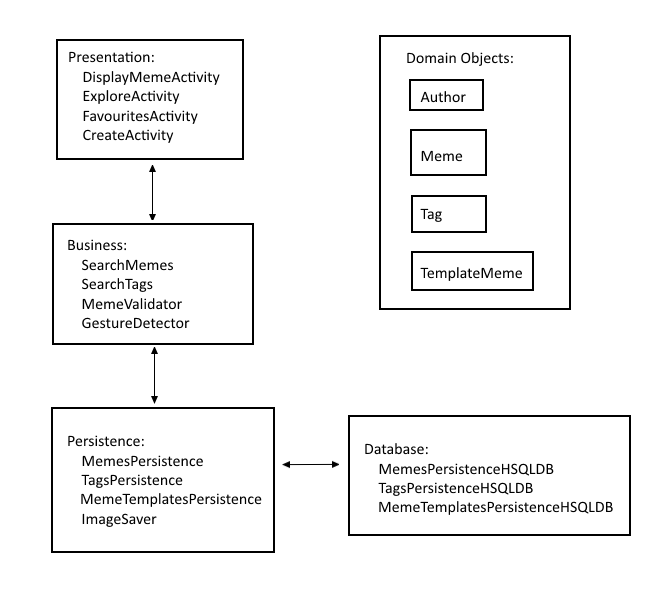 Presentation:
DisplayMemeActivity
ExploreActivity
FavouritesActivity
CreateActivity
Domain Objects:
Author
Meme
Tag
TemplateMeme
Business:
SearchMemes
SearchTags
MemeValidator
GestureDetector
Persistence:
MemesPersistence
TagsPersistence
MemeTemplatesPersistence
ImageSaver
Database:
MemesPersistenceHSQLDB
TagsPersistenceHSQLDB
MemeTemplatesPersistenceHSQLDB